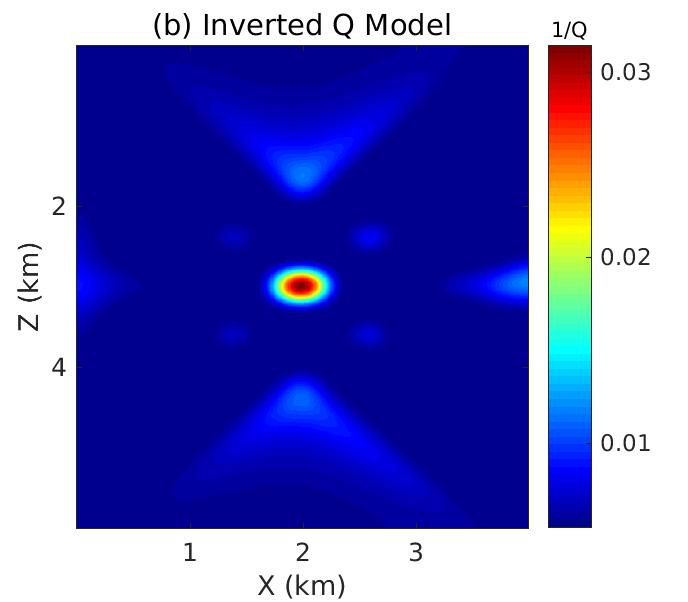 (b) Inverted Q Model
1/Q
0.03
0.02
0.01
2
4
Z (km)
1 2 3
X (km)